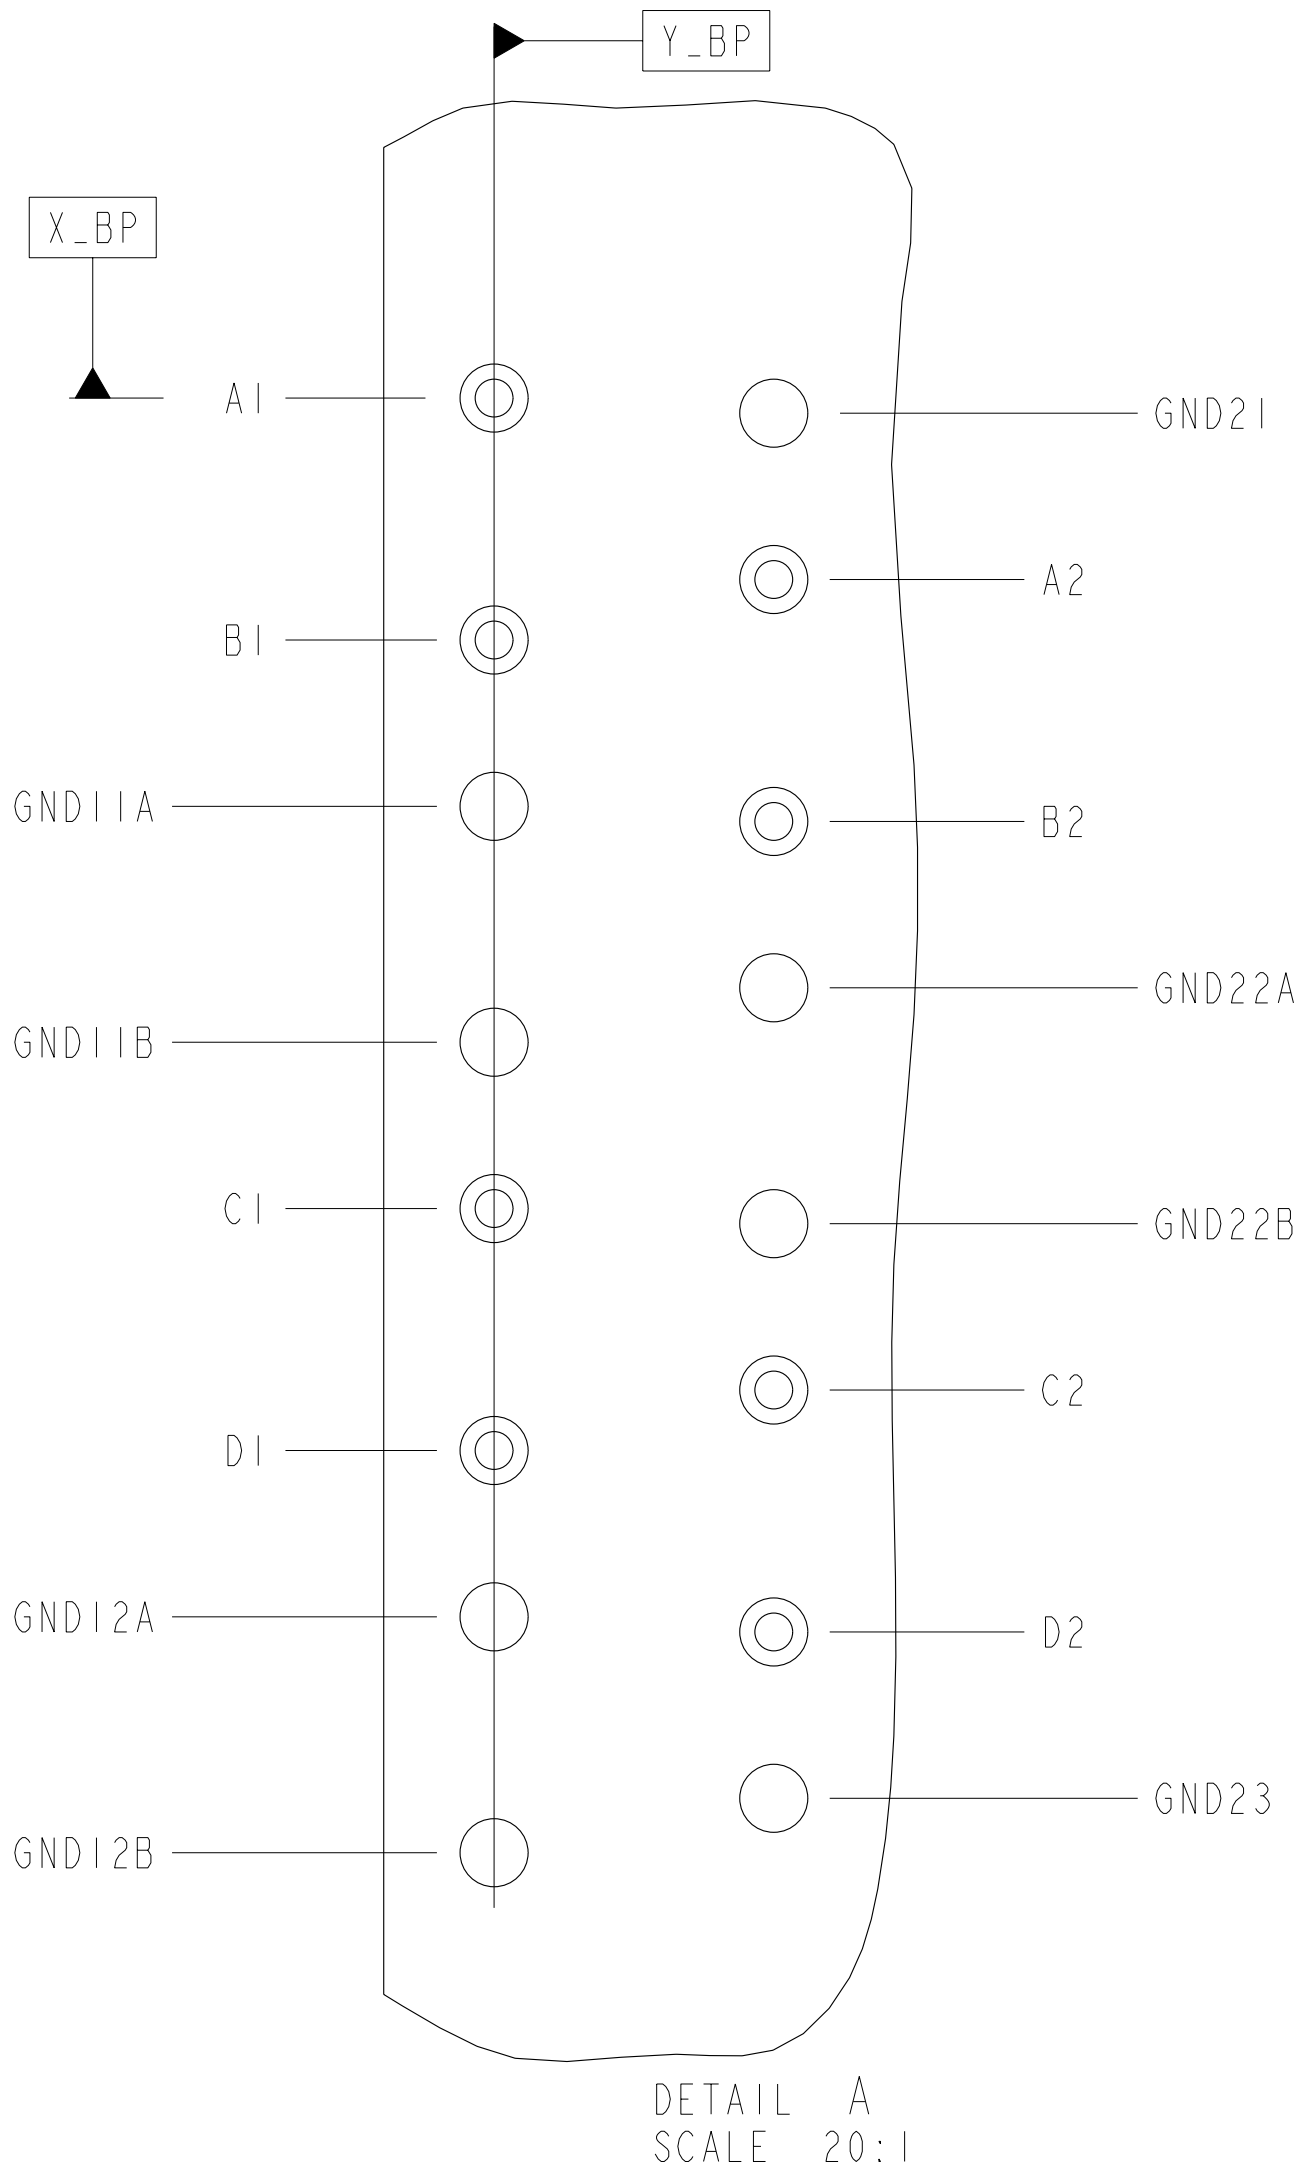 Y_BP
X_BP
A1
GND21
A2
B1
GND11A
B2
GND22A
GND11B
C1
GND22B
C2
D1
GND12A
D2
GND23
GND12B
DETAIL A
SCALE 20:1